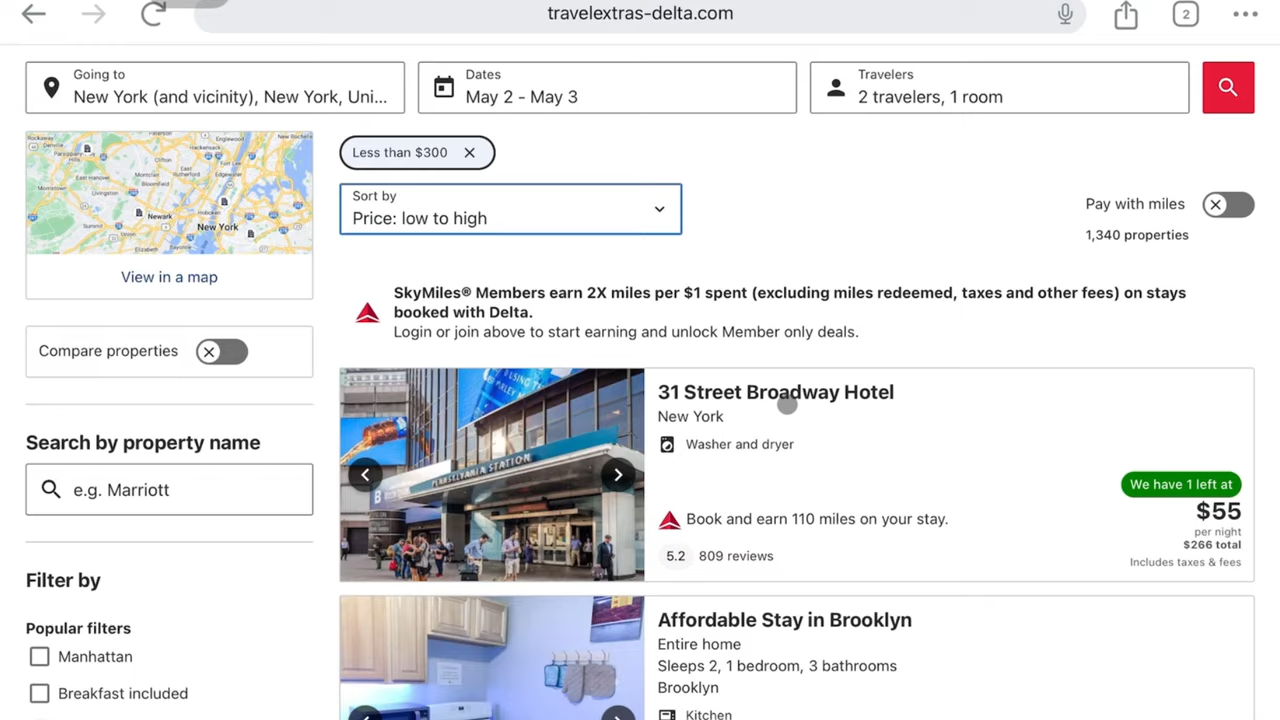 travelextras-delta.com
2
Going to
New York (and vicinity), New York, Uni...
Dates
May 2 - May 3
Travelers
2 travelers, 1 room
Less than $300
Sort by
Price: low to high
Pay with miles
1,340 properties
Newark
New York
View in a map
SkyMiles® Members earn 2X miles per $1 spent (excluding miles redeemed, taxes and other fees) on stays
booked with Delta.
Login or join above to start earning and unlock Member only deals.
Compare properties
Search by property name
e.g. Marriott
Filter by
Popular filters
Manhattan
Breakfast included
PENNSYLVANIA STATION
31 Street Broadway Hotel
New York
Washer and dryer
We have 1 left at
$55
per night
$266 total
Includes taxes & fees
Book and earn 110 miles on your stay.
5.2 809 reviews
Affordable Stay in Brooklyn
Entire home
Sleeps 2, 1 bedroom, 3 bathrooms
Brooklyn
Kitchen